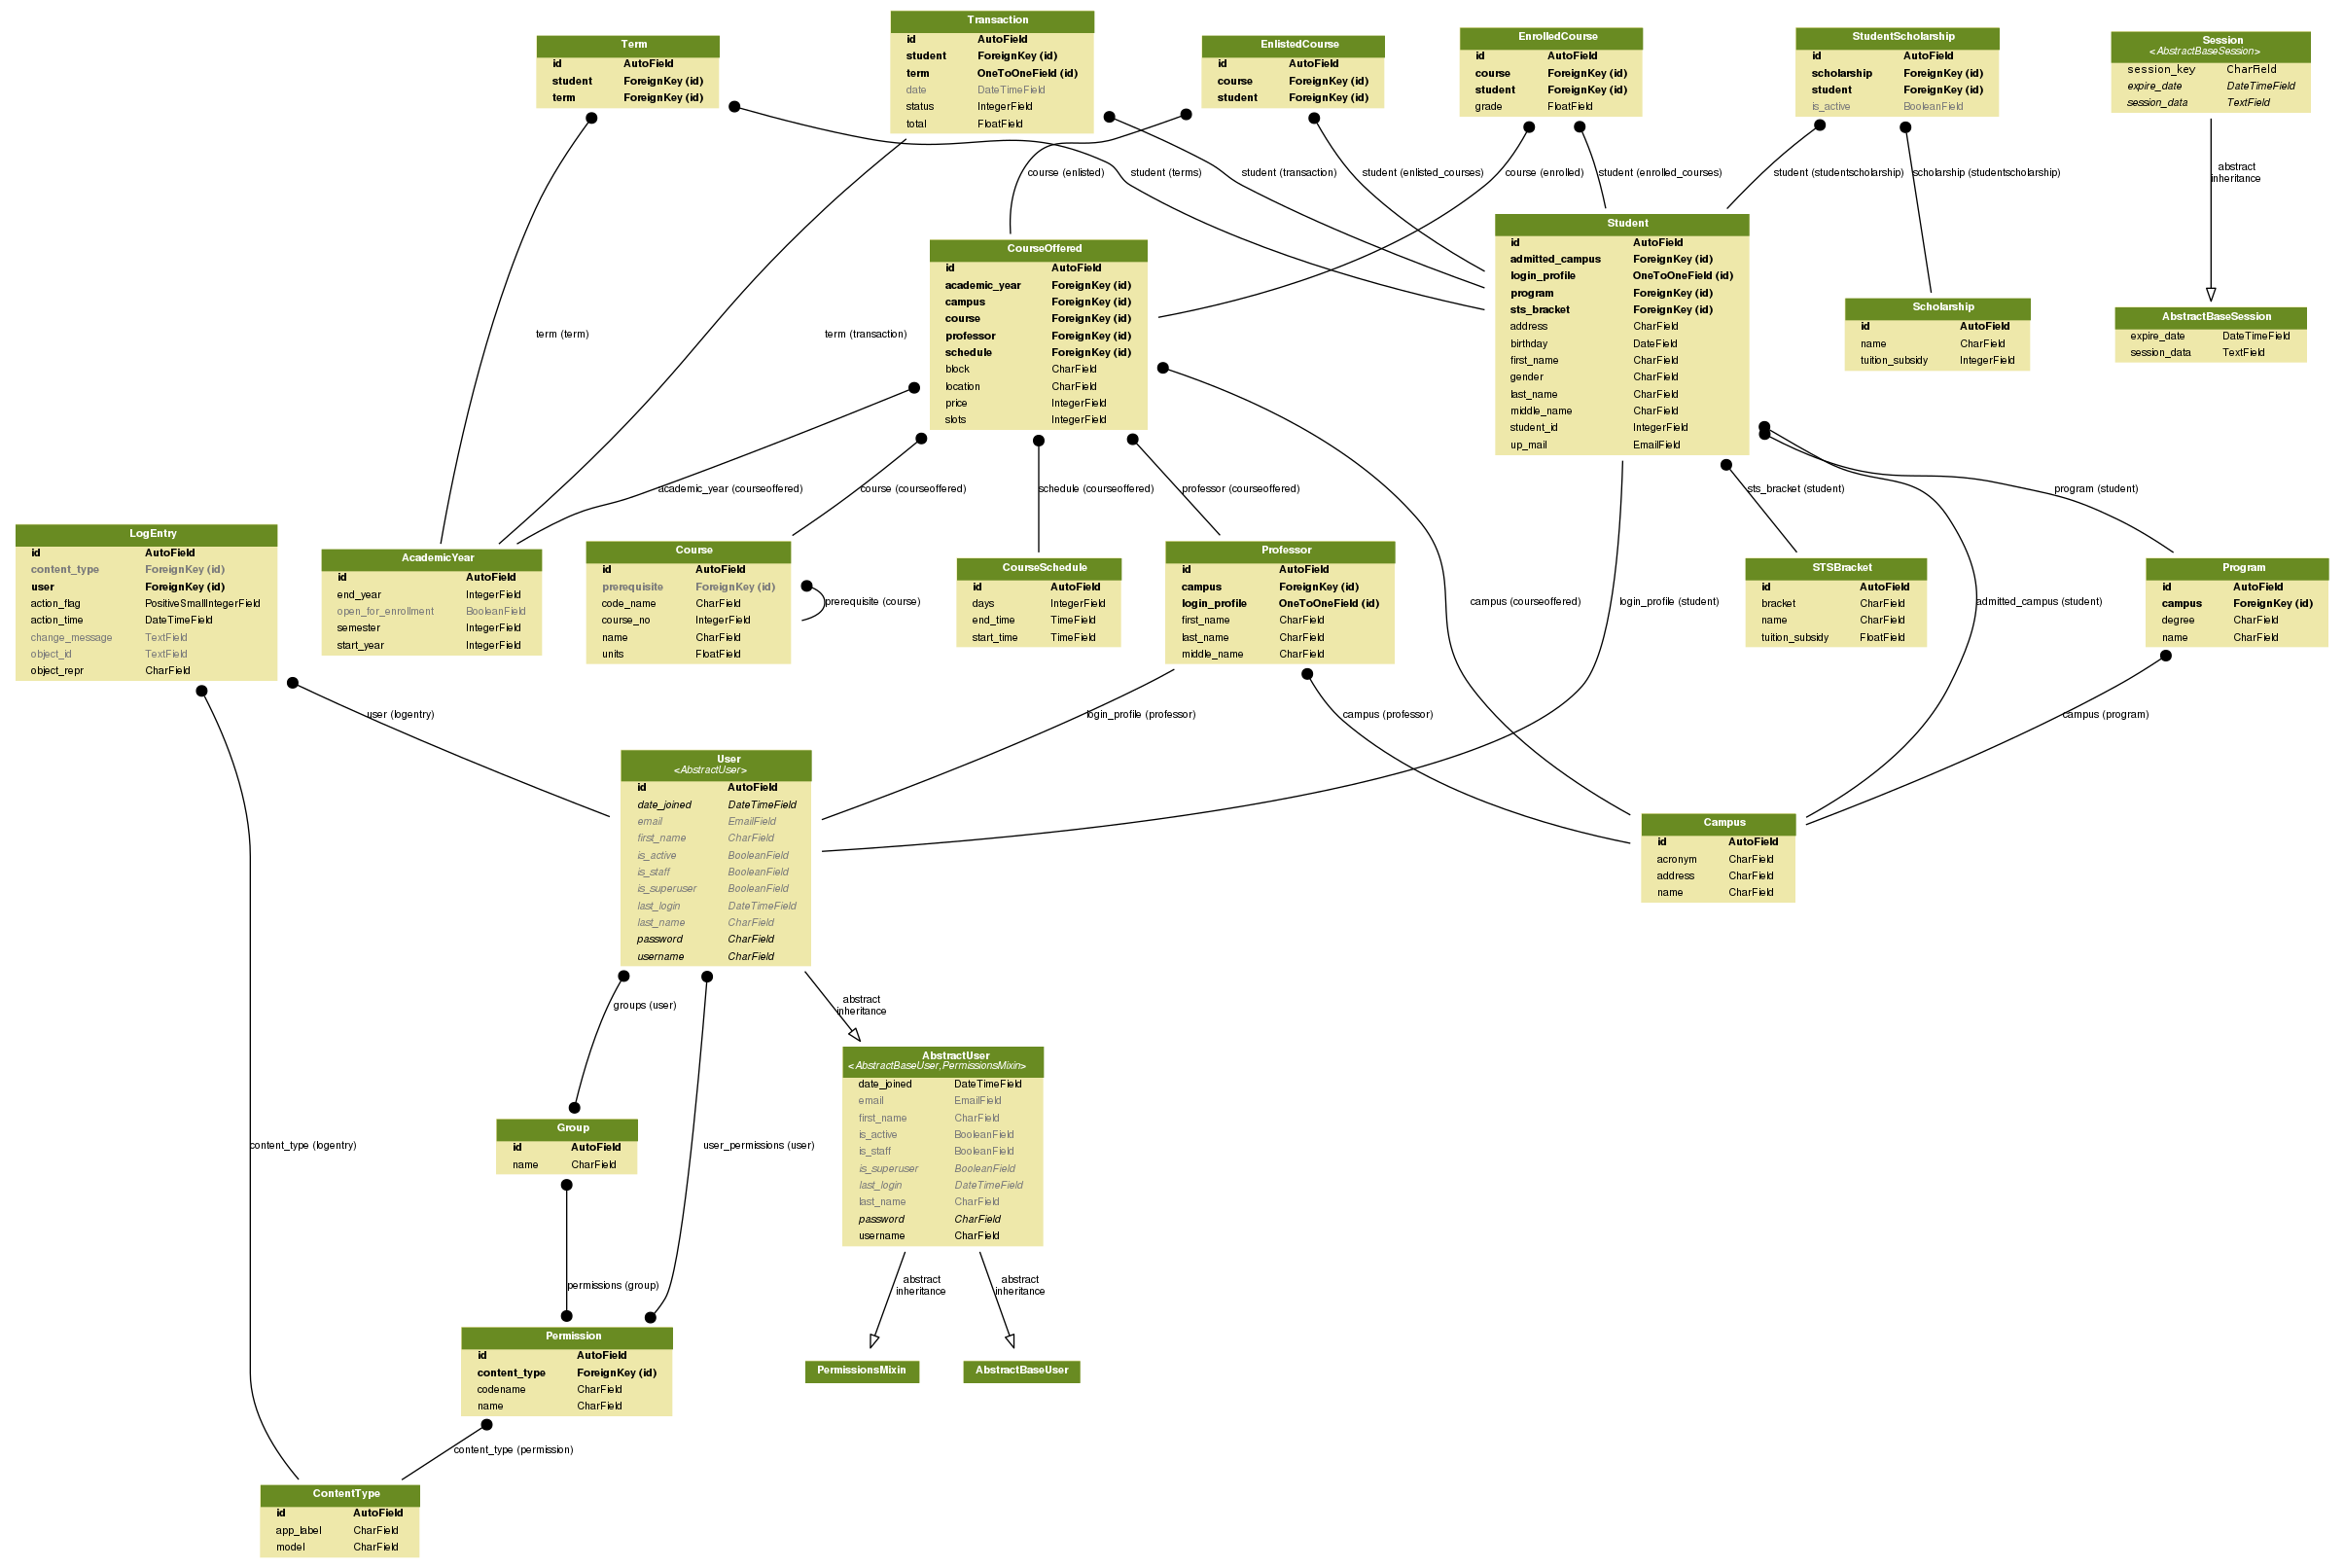 Term
id AutoField
student ForeignKey (id)
term ForeignKey (id)
Transaction
id AutoField
student ForeignKey (id)
term OneToOneField (id)
date DateTimeField
status IntegerField
total FloatField
EnlistedCourse
id AutoField
course ForeignKey (id)
student ForeignKey (id)
EnrolledCourse
id AutoField
course ForeignKey (id)
student ForeignKey (id)
grade FloatField
StudentScholarship
id AutoField
scholarship ForeignKey (id)
student ForeignKey (id)
is_active BooleanField
Session
<AbstractBaseSession>
session_key CharField
expire_date DateTimeField
session_data TextField
course (enlisted)
student (terms)
student (transaction)
student (enlisted_courses)
course (enrolled)
student (enrolled_courses)
student (studentscholarship)
scholarship (studentscholarship)
abstract
inheritance
CourseOffered
id AutoField
academic_year ForeignKey (id)
campus ForeignKey (id)
course ForeignKey (id)
professor ForeignKey (id)
schedule ForeignKey (id)
block CharField
location CharField
price IntegerField
slots IntegerField
Student
id AutoField
admitted_campus ForeignKey (id)
login_profile OneToOneField (id)
program ForeignKey (id)
sts_bracket ForeignKey (id)
address CharField
birthday DateField
first_name CharField
gender CharField
last_name CharField
middle_name CharField
student_id IntegerField
up_mail EmailField
Scholarship
id AutoField
name CharField
tuition_subsidy IntegerField
AbstractBaseSession
expire_date DateTimeField
session_data TextField
term (term)
term (transaction)
academic_year (courseoffered)
course (courseoffered)
schedule (courseoffered)
professor (courseoffered)
sts_bracket (student)
program (student)
LogEntry
id AutoField
content_type ForeignKey (id)
user ForeignKey (id)
action_flag PositiveSmallIntegerField
action_time DateTimeField
change_message TextField
object_id TextField
object_repr CharField
AcademicYear
id AutoField
end_year IntegerField
open_for_enrollment BooleanField
semester IntegerField
start_year IntegerField
Course
id AutoField
prerequisite ForeignKey (id)
code_name CharField
course_no IntegerField
name CharField
units FloatField
prerequisite (course)
CourseSchedule
id AutoField
days IntegerField
end_time TimeField
start_time TimeField
Professor
id AutoField
campus ForeignKey (id)
login_profile OneToOneField (id)
first_name CharField
last_name CharField
middle_name CharField
campus (courseoffered)
login_profile (student)
STSBracket
id AutoField
bracket CharField
name CharField
tuition_subsidy FloatField
admitted_campus (student)
Program
id AutoField
campus ForeignKey (id)
degree CharField
name CharField
user (logentry)
login_profile (professor)
campus (professor)
campus (program)
User
<AbstractUser>
id AutoField
date_joined DateTimeField
email EmailField
first_name CharField
is_active BooleanField
is_staff BooleanField
is_superuser BooleanField
last_login DateTimeField
last_name CharField
password CharField
username CharField
Campus
id AutoField
acronym CharField
address CharField
name CharField
groups (user)
abstract
inheritance
AbstractUser
<AbstractBaseUser,PermissionsMixin>
date_joined DateTimeField
email EmailField
first_name CharField
is_active BooleanField
is_staff BooleanField
is_superuser BooleanField
last_login DateTimeField
last_name CharField
password CharField
username CharField
Group
id AutoField
name CharField
content_type (logentry)
user_permissions (user)
permissions (group)
abstract
inheritance
abstract
inheritance
Permission
id AutoField
content_type ForeignKey (id)
codename CharField
name CharField
PermissionsMixin
AbstractBaseUser
content_type (permission)
ContentType
id AutoField
app_label CharField
model CharField